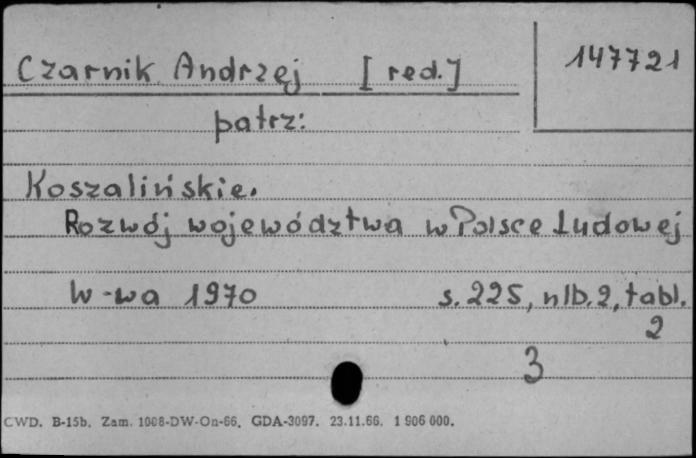 Czarnik Andrzej [red.] 147721
patrz:
Koszalińskie.
Rozwój województwa w Polsce Ludowej
W-wa 1970 s. 225, nlb. 2, tabl.
2
3
CWD. B-15b. Zam. 1008-DW-On-66. GDA-3097. 23.11.66. 1 906 000.